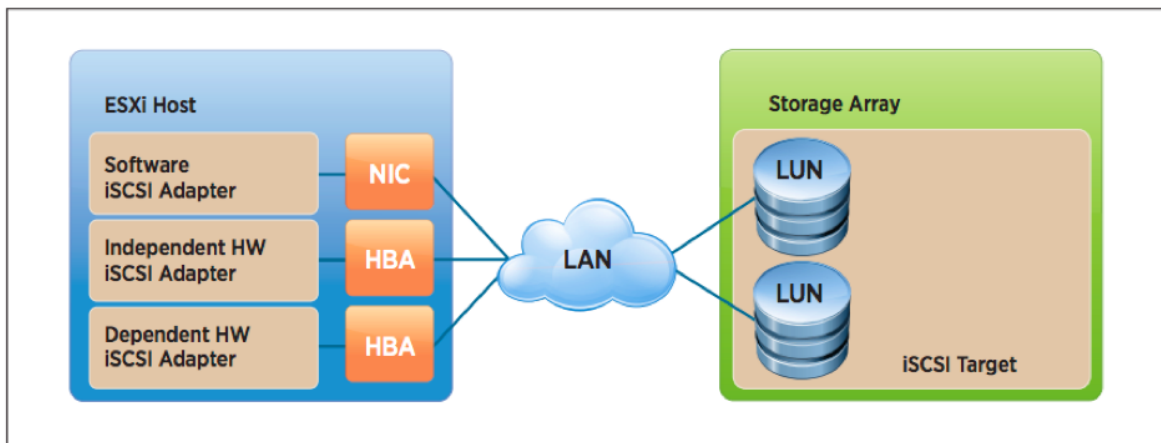 ESXi Host
Software
iSCSI Adapter
NIC
Independent HW
iSCSI Adapter
HBA
Dependent HW
iSCSI Adapter
HBA
LAN
Storage Array
LUN
LUN
iSCSI Target